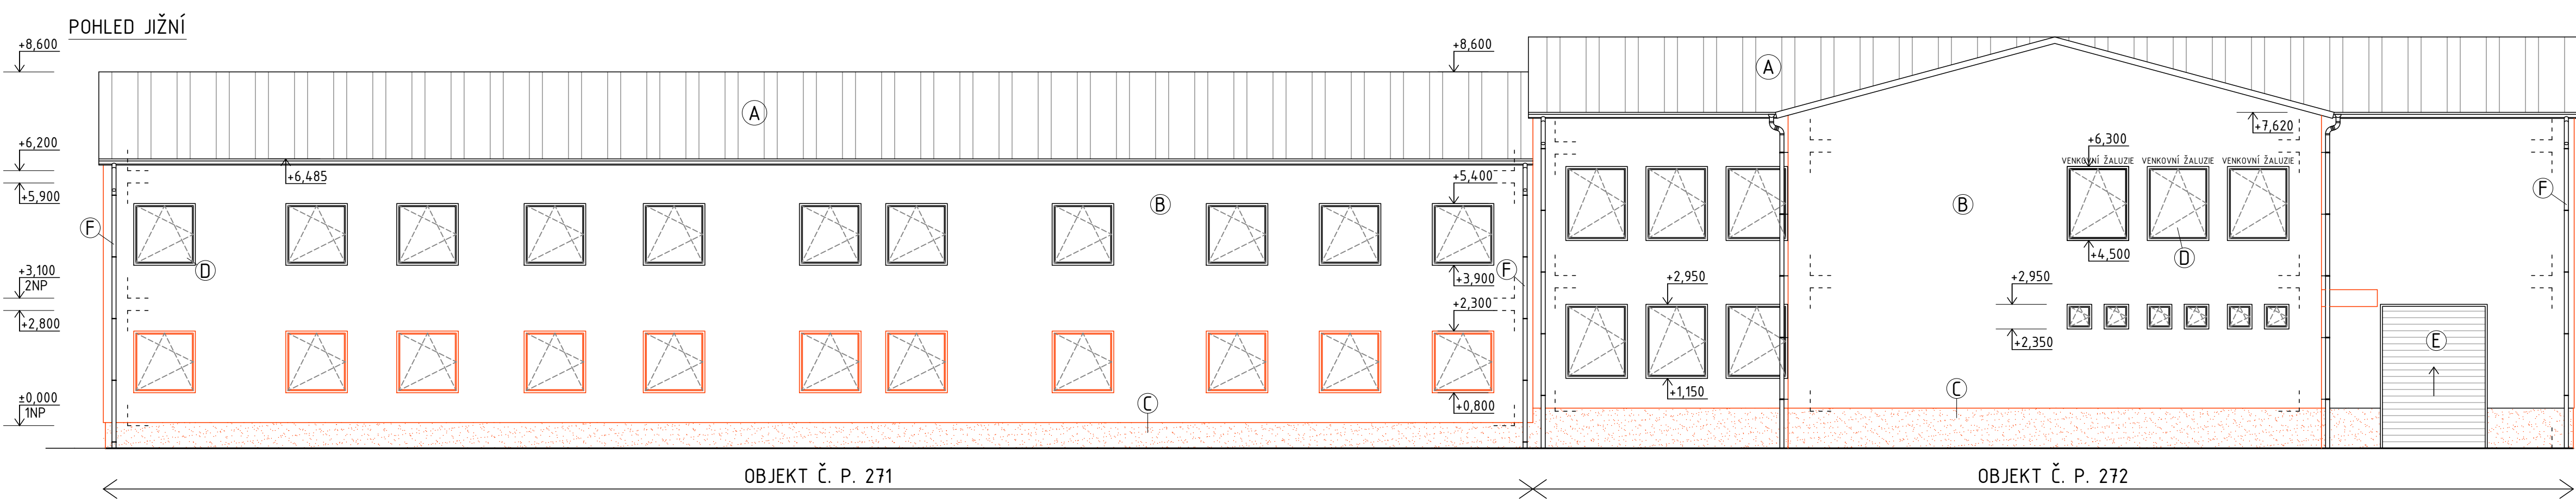 POHLED JIŽNÍ
+8,600
+6,200
+5,900
+3,100
2NP
+2,800
±0,000
1NP
F
D
+6,485
A
B
C
+8,600
+5,400
+3,900
+2,300
+0,800
F
A
+2,950
+1,150
B
C
+7,620
+6,300
VENKOVNÍ ŽALUZIE VENKOVNÍ ŽALUZIE VENKOVNÍ ŽALUZIE
+4,500
D
+2,950
+2,350
E
F
OBJEKT Č. P. 271
OBJEKT Č. P. 272